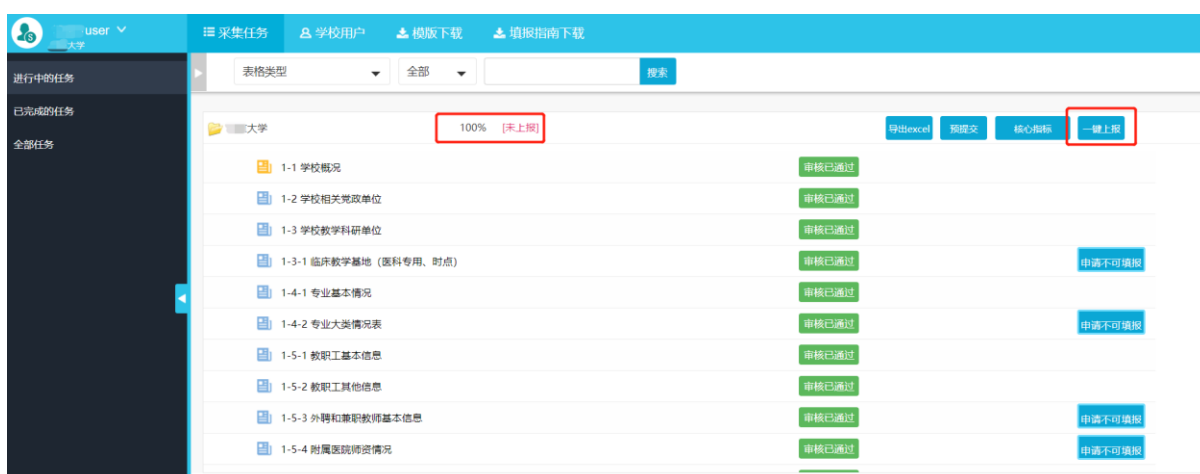 user
大学
采集任务 学校用户 模版下载 填报指南下载
进行中的任务
已完成的任务
全部任务
表格类型 全部 搜索
大学 100% [未上报] 导出excel 预提交 核心指标 一键上报
1-1 学校概况 审核已通过
1-2 学校相关党政单位 审核已通过
1-3 学校教学科研单位 审核已通过
1-3-1 临床教学基地（医科专用、时点） 审核已通过 申请不可填报
1-4-1 专业基本情况 审核已通过
1-4-2 专业大类情况表 审核已通过 申请不可填报
1-5-1 教职工基本信息 审核已通过
1-5-2 教职工其他信息 审核已通过
1-5-3 外聘和兼职教师基本信息 审核已通过 申请不可填报
1-5-4 附属医院师资情况 审核已通过 申请不可填报